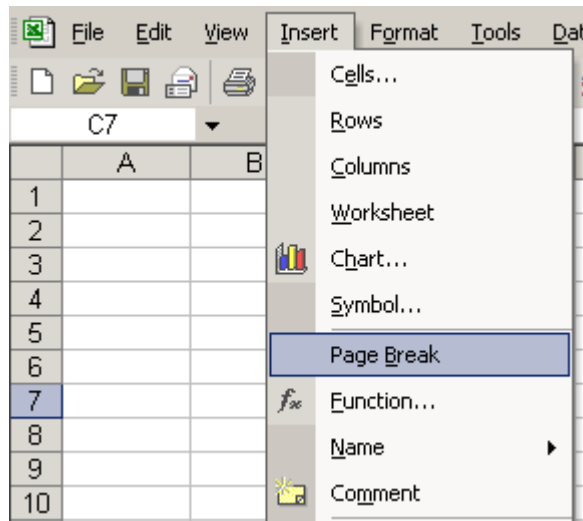 File Edit View Insert Format Tools Dat
C7
A B
Cells...
Rows
Columns
Worksheet
Chart...
Symbol...
Page Break
Function...
Name
Comment
1
2
3
4
5
6
7
8
9
10